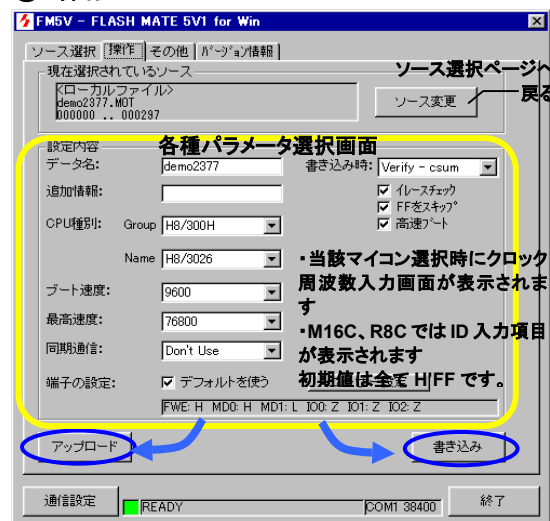 FM5V - FLASH MATE 5V1 for Win
ソース選択 操作 その他 バージョン情報
現在選択されているソース
ソース選択ページへ
戻る
<ローカルファイル>
demo2377.MOT
000000 .. 000297
ソース変更
設定内容
各種パラメータ選択画面
データ名: demo2377 書き込み時: Verify - csum
追加情報: イレースチェック
FFをスキップ
CPU種別: Group H8/300H 高速ブート
Name H8/3026
・当該マイコン選択時にクロック
周波数入力画面が表示されま
す
・M16C、R8C では ID 入力項目
が表示されます
初期値は全て H'FF です。
ブート速度: 9600
最高速度: 76800
同期通信: Don't Use
端子の設定: デフォルトを使う
FWE: H MD0: H MD1: L IO0: Z IO1: Z IO2: Z
アップロード 書き込み
通信設定 READY COM1 38400 終了